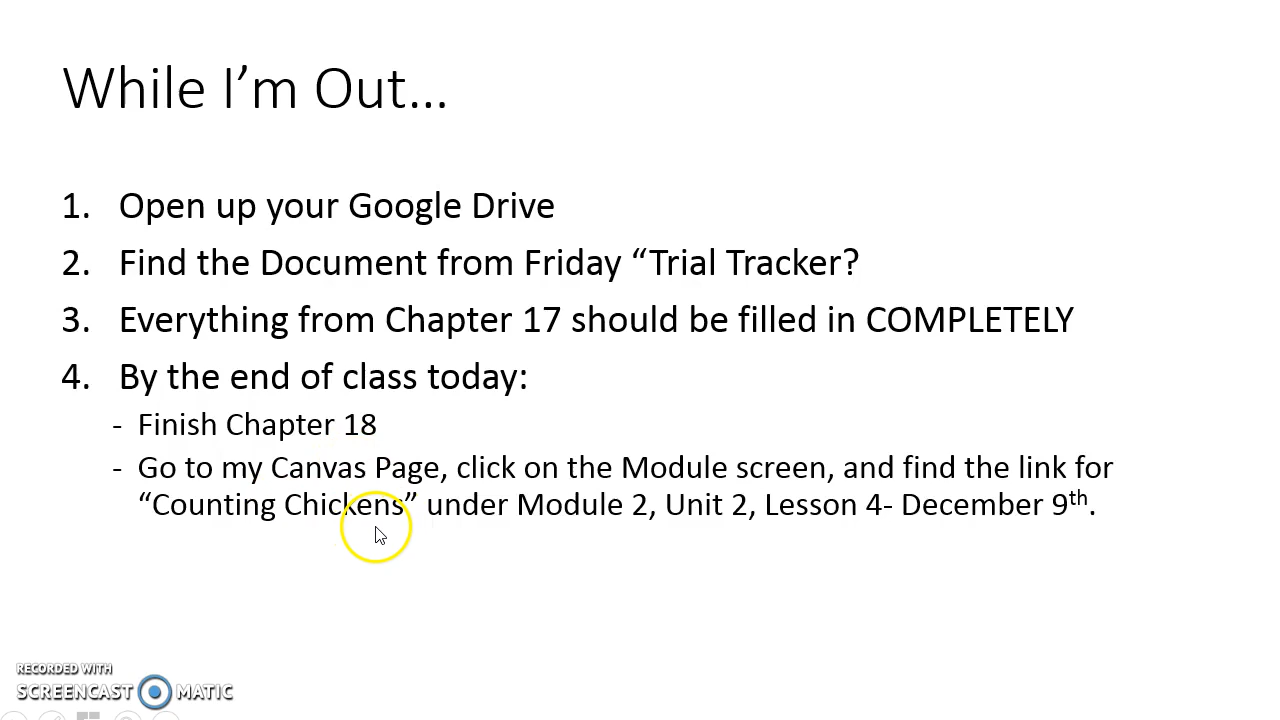 While I’m Out…
1. Open up your Google Drive
2. Find the Document from Friday “Trial Tracker?
3. Everything from Chapter 17 should be filled in COMPLETELY
4. By the end of class today:
- Finish Chapter 18
- Go to my Canvas Page, click on the Module screen, and find the link for
“Counting Chickens” under Module 2, Unit 2, Lesson 4- December 9th.
RECORDED WITH
SCREENCAST MATIC